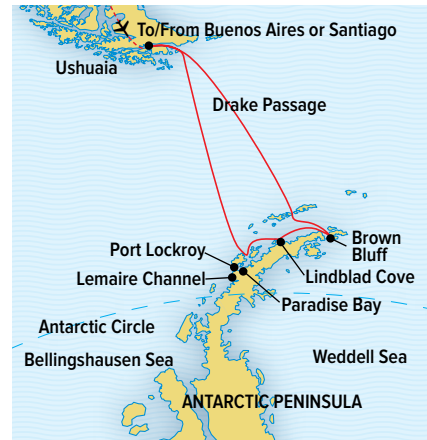 To/From Buenos Aires or Santiago
Ushuaia
Drake Passage
Brown
Bluff
Port Lockroy
Lindblad Cove
Lemaire Channel
Paradise Bay
Antarctic Circle
Bellingshausen Sea
Weddell Sea
ANTARCTIC PENINSULA